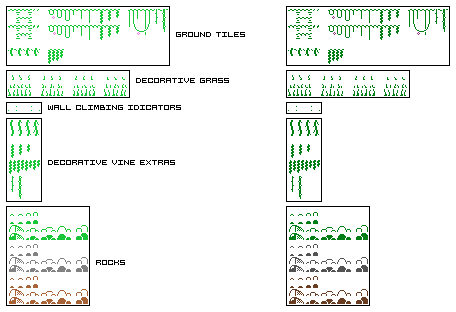 GROUND TILES
DECORATIVE GRASS
WALL CLIMBING IDICATORS
DECORATIVE VINE EXTRAS
ROCKS